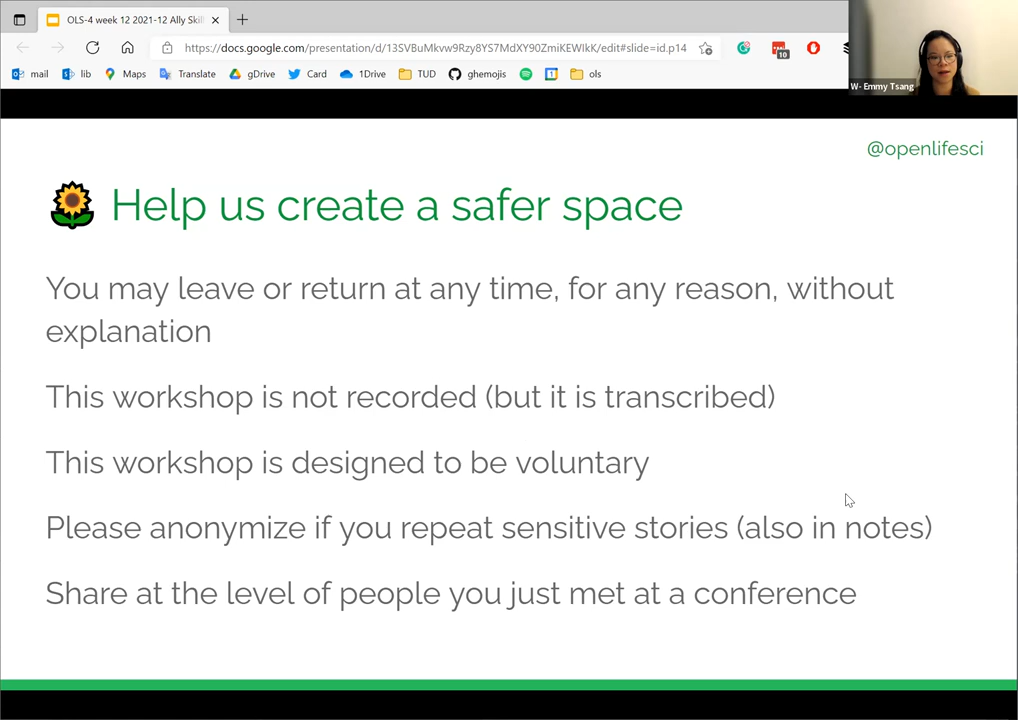 OLS-4 week 12 2021-12 Ally Skil
https://docs.google.com/presentation/d/13SVBuMkvw9Rzy8YS7MdXY90ZmiKEWIkK/edit#slide=id.p14
10
mail lib Maps Translate gDrive Card 1Drive TUD ghemojis 1 ols
W- Emmy Tsang
@openlifesci
Help us create a safer space
You may leave or return at any time, for any reason, without
explanation
This workshop is not recorded (but it is transcribed)
This workshop is designed to be voluntary
Please anonymize if you repeat sensitive stories (also in notes)
Share at the level of people you just met at a conference